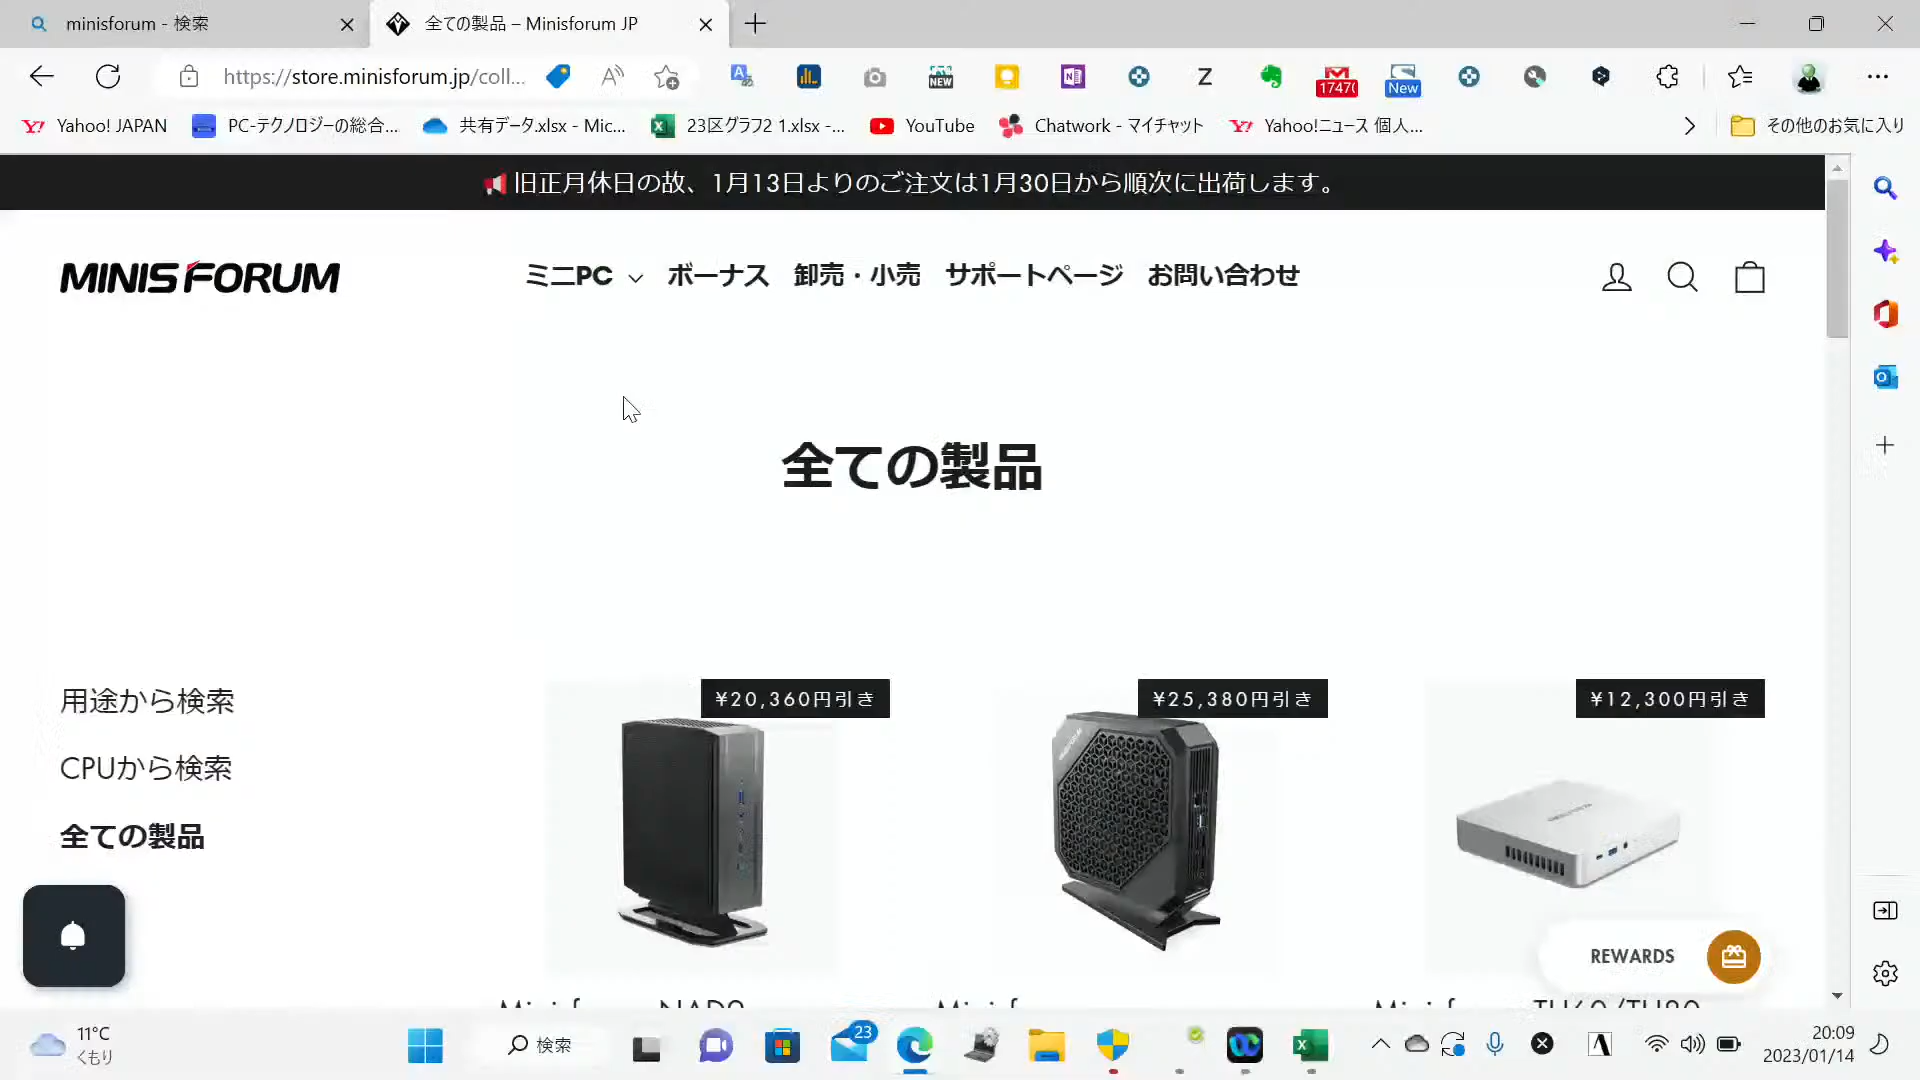 minisforum - 検索
全ての製品 – Minisforum JP
https://store.minisforum.jp/coll...
NEW
Z
1747
New
Yahoo! JAPAN
PC-テクノロジーの総合...
共有データ.xlsx - Mic...
23区グラフ2 1.xlsx -...
YouTube
Chatwork - マイチャット
Yahoo!ニュース 個人...
その他のお気に入り
旧正月休日の故、1月13日よりのご注文は1月30日から順次に出荷します。
MINISFORUM
ミニPC
ボーナス
卸売・小売
サポートページ
お問い合わせ
全ての製品
用途から検索
CPUから検索
全ての製品
¥20,360円引き
¥25,380円引き
¥12,300円引き
REWARDS
11°C
くもり
検索
23
20:09
2023/01/14